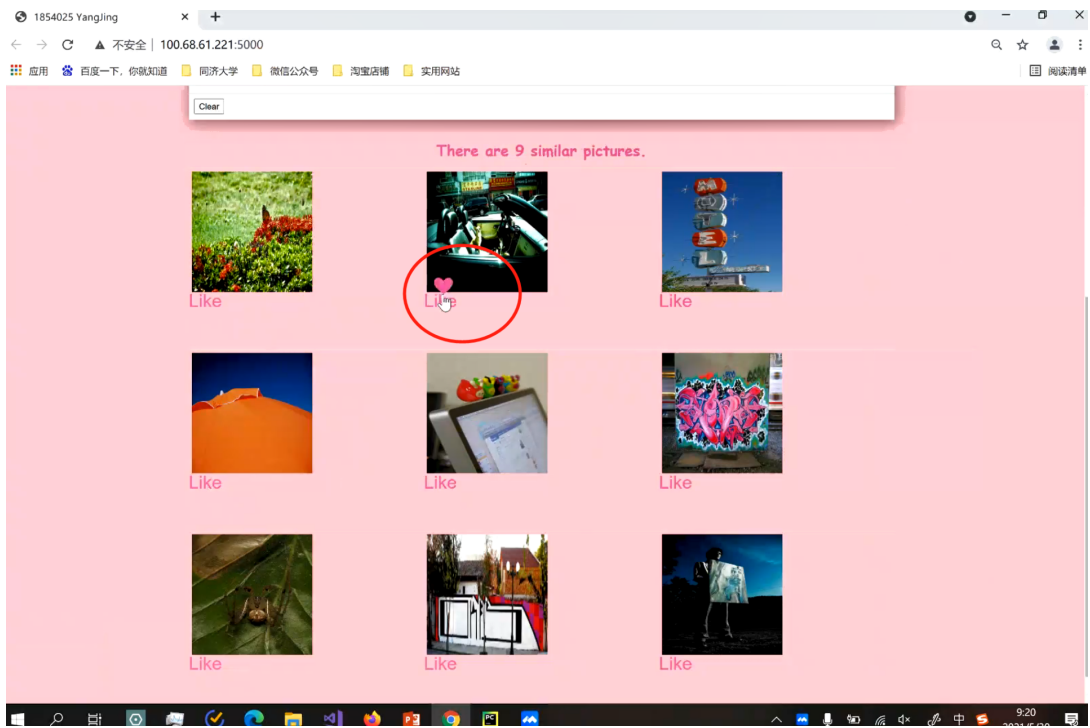 1854025 YangJing
不安全 | 100.68.61.221:5000
应用 百度一下，你就知道 同济大学 微信公众号 淘宝店铺 实用网站 阅读清单
Clear
There are 9 similar pictures.
MOTEL
Like Like Like
Like Like Like
Like Like Like
中
9:20